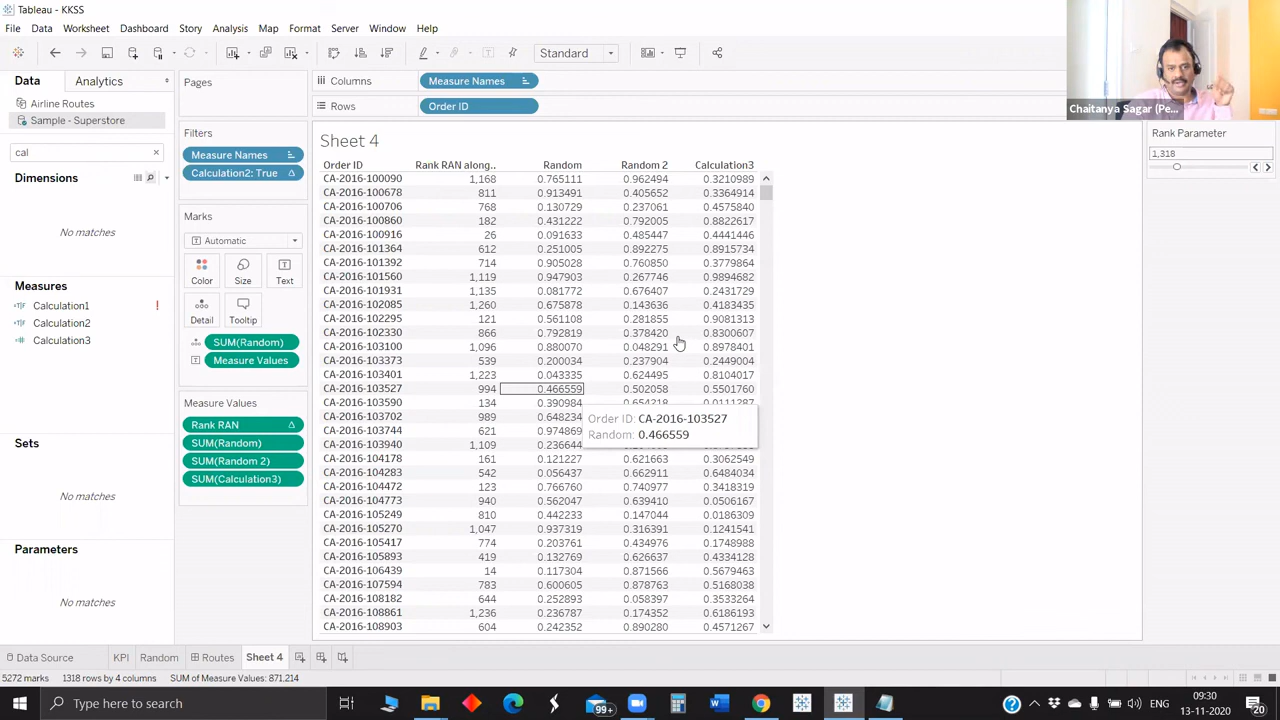 Tableau - KKSS
File Data Worksheet Dashboard Story Analysis Map Format Server Window Help
Standard
Data Analytics
Airline Routes
Sample - Superstore
cal
Dimensions
No matches
Measures
Calculation1 !
Calculation2
Calculation3
Sets
No matches
Parameters
No matches
Pages
Filters
Measure Names
Calculation2: True
Marks
Automatic
Color Size Text
Detail Tooltip
SUM(Random)
Measure Values
Measure Values
Rank RAN
SUM(Random)
SUM(Random 2)
SUM(Calculation3)
Columns Measure Names
Rows Order ID
Sheet 4
Order ID Rank RAN along.. Random Random 2 Calculation3
CA-2016-100090 1,168 0.765111 0.962494 0.3210989
CA-2016-100678 811 0.913491 0.405652 0.3364914
CA-2016-100706 768 0.130729 0.237061 0.4575840
CA-2016-100860 182 0.431222 0.792005 0.8822617
CA-2016-100916 26 0.091633 0.485447 0.4441446
CA-2016-101364 612 0.251005 0.892275 0.8915734
CA-2016-101392 714 0.905028 0.760850 0.3779864
CA-2016-101560 1,119 0.947903 0.267746 0.9894682
CA-2016-101931 1,135 0.081772 0.676407 0.2431729
CA-2016-102085 1,260 0.675878 0.143636 0.4183435
CA-2016-102295 121 0.561108 0.281855 0.9081313
CA-2016-102330 866 0.792819 0.378420 0.8300607
CA-2016-103100 1,096 0.880070 0.048291 0.8978401
CA-2016-103373 539 0.200034 0.237904 0.2449004
CA-2016-103401 1,223 0.043335 0.624495 0.8104017
CA-2016-103527 994 0.466559 0.502058 0.5501760
CA-2016-103590 134 0.390984 0.654218 0.0111287
CA-2016-103702 989 0.648234
CA-2016-103744 621 0.974869
CA-2016-103940 1,109 0.236644
CA-2016-104178 161 0.121227 0.621663 0.3062549
CA-2016-104283 542 0.056437 0.662911 0.6484034
CA-2016-104472 123 0.766760 0.740977 0.3418319
CA-2016-104773 940 0.562047 0.639410 0.0506167
CA-2016-105249 810 0.442233 0.147044 0.0186309
CA-2016-105270 1,047 0.937319 0.316391 0.1241541
CA-2016-105417 774 0.203761 0.434976 0.1748988
CA-2016-105893 419 0.132769 0.626637 0.4334128
CA-2016-106439 14 0.117304 0.871566 0.5679463
CA-2016-107594 783 0.600605 0.878763 0.5168038
CA-2016-108182 644 0.252893 0.058397 0.3533264
CA-2016-108861 1,236 0.236787 0.174352 0.6186193
CA-2016-108903 604 0.242352 0.890280 0.4571267
Order ID: CA-2016-103527
Random: 0.466559
Chaitanya Sagar (Pe...
Rank Parameter
1,318
Data Source KPI Random Routes Sheet 4
5272 marks 1318 rows by 4 columns SUM of Measure Values: 871.214
Type here to search
99+
ENG
09:30
13-11-2020
20